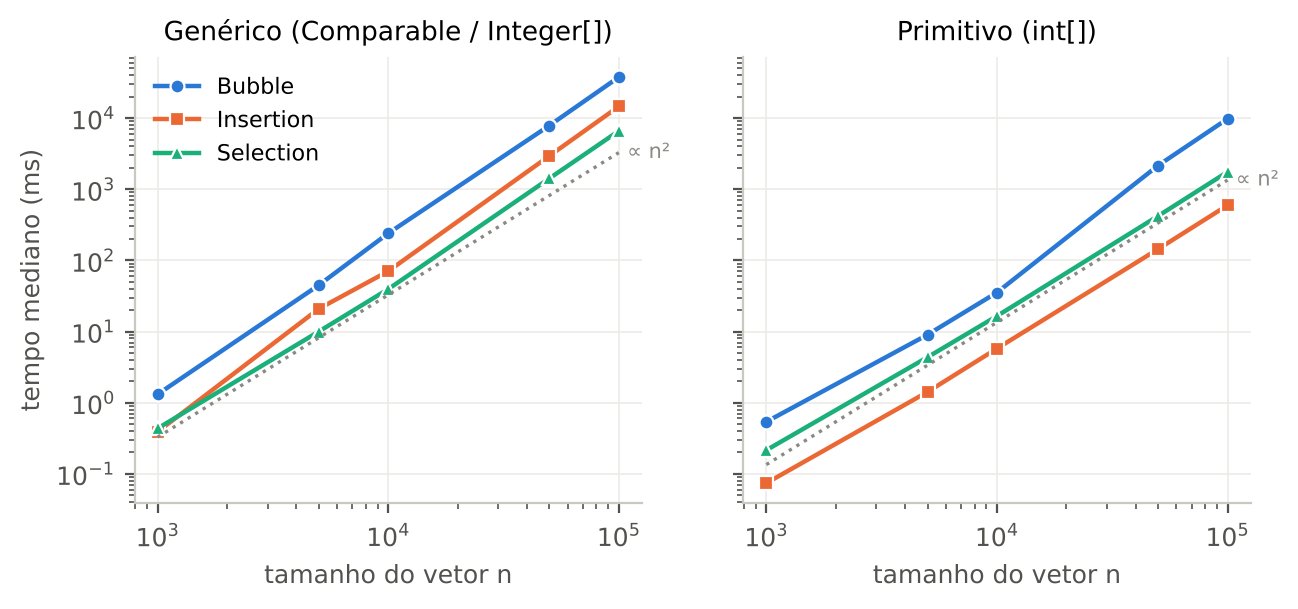 Genérico (Comparable / Integer[])
Bubble
Insertion
Selection
∝ n²
10⁴
10³
10²
10¹
10⁰
10⁻¹
tempo mediano (ms)
10³ 10⁴ 10⁵
tamanho do vetor n
Primitivo (int[])
∝ n²
10³ 10⁴ 10⁵
tamanho do vetor n